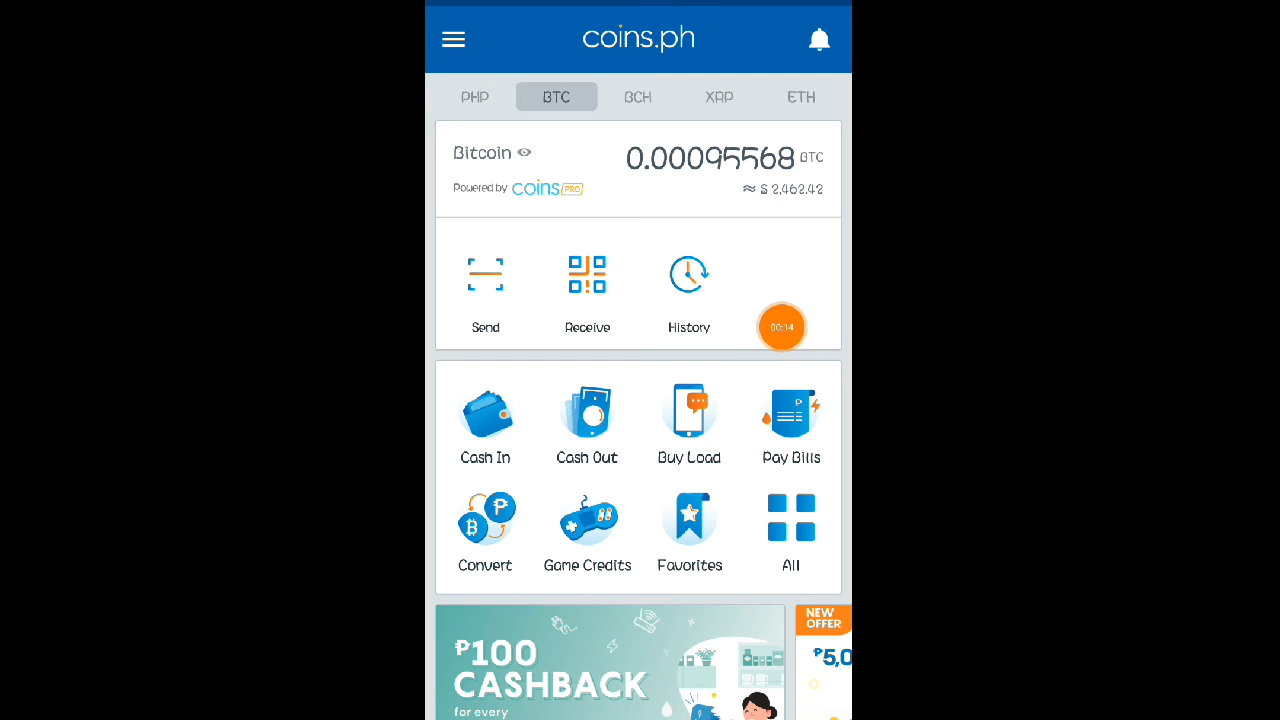 coins.ph
PHP BTC BCH XRP ETH
Bitcoin 0.00095568 BTC
Powered by coins PRO ≈ $ 2,462.42
Send Receive History 00:14
Cash In Cash Out Buy Load Pay Bills
Convert Game Credits Favorites All
₱100
CASHBACK
for every
NEW
OFFER
₱5,0